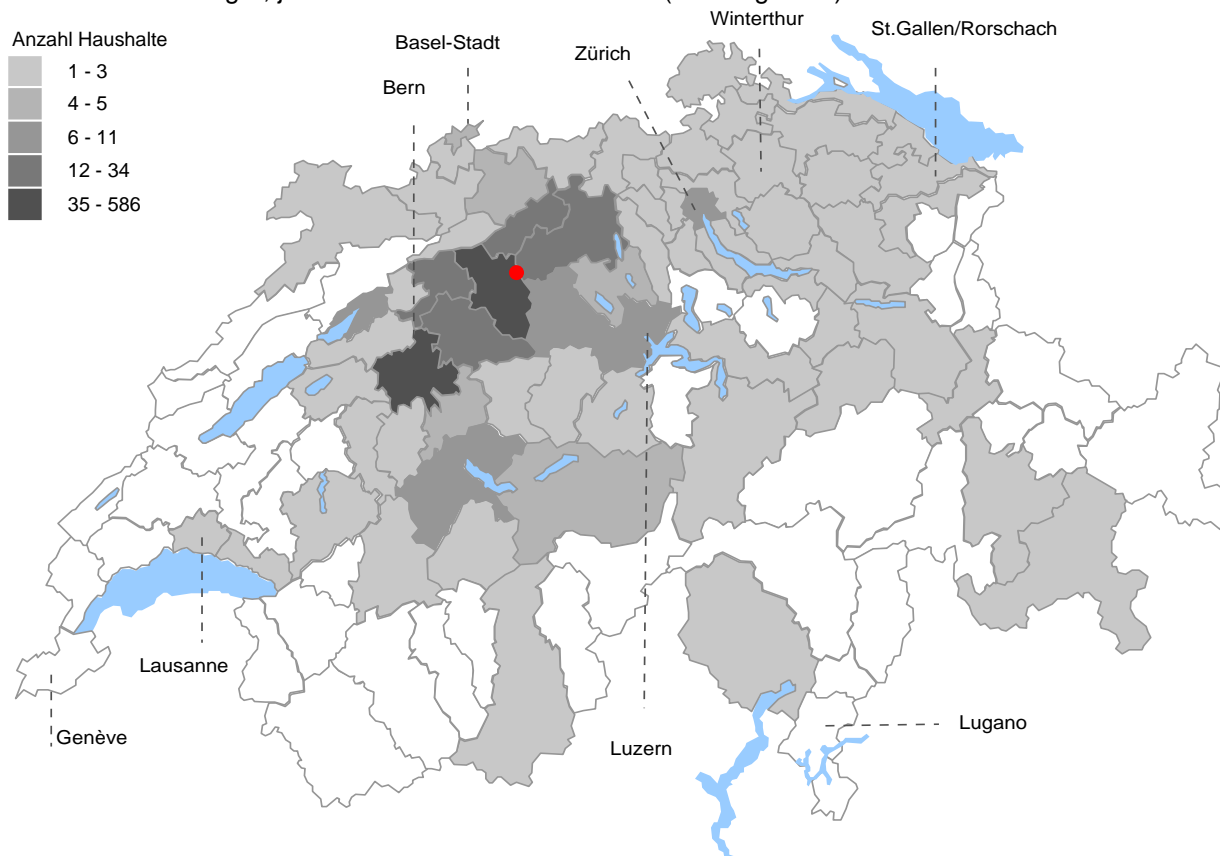 Winterthur
St.Gallen/Rorschach
Anzahl Haushalte
Basel-Stadt
Zürich
1 - 3
Bern
4 - 5
6 - 11
12 - 34
35 - 586
Lausanne
Genève
Luzern
Lugano